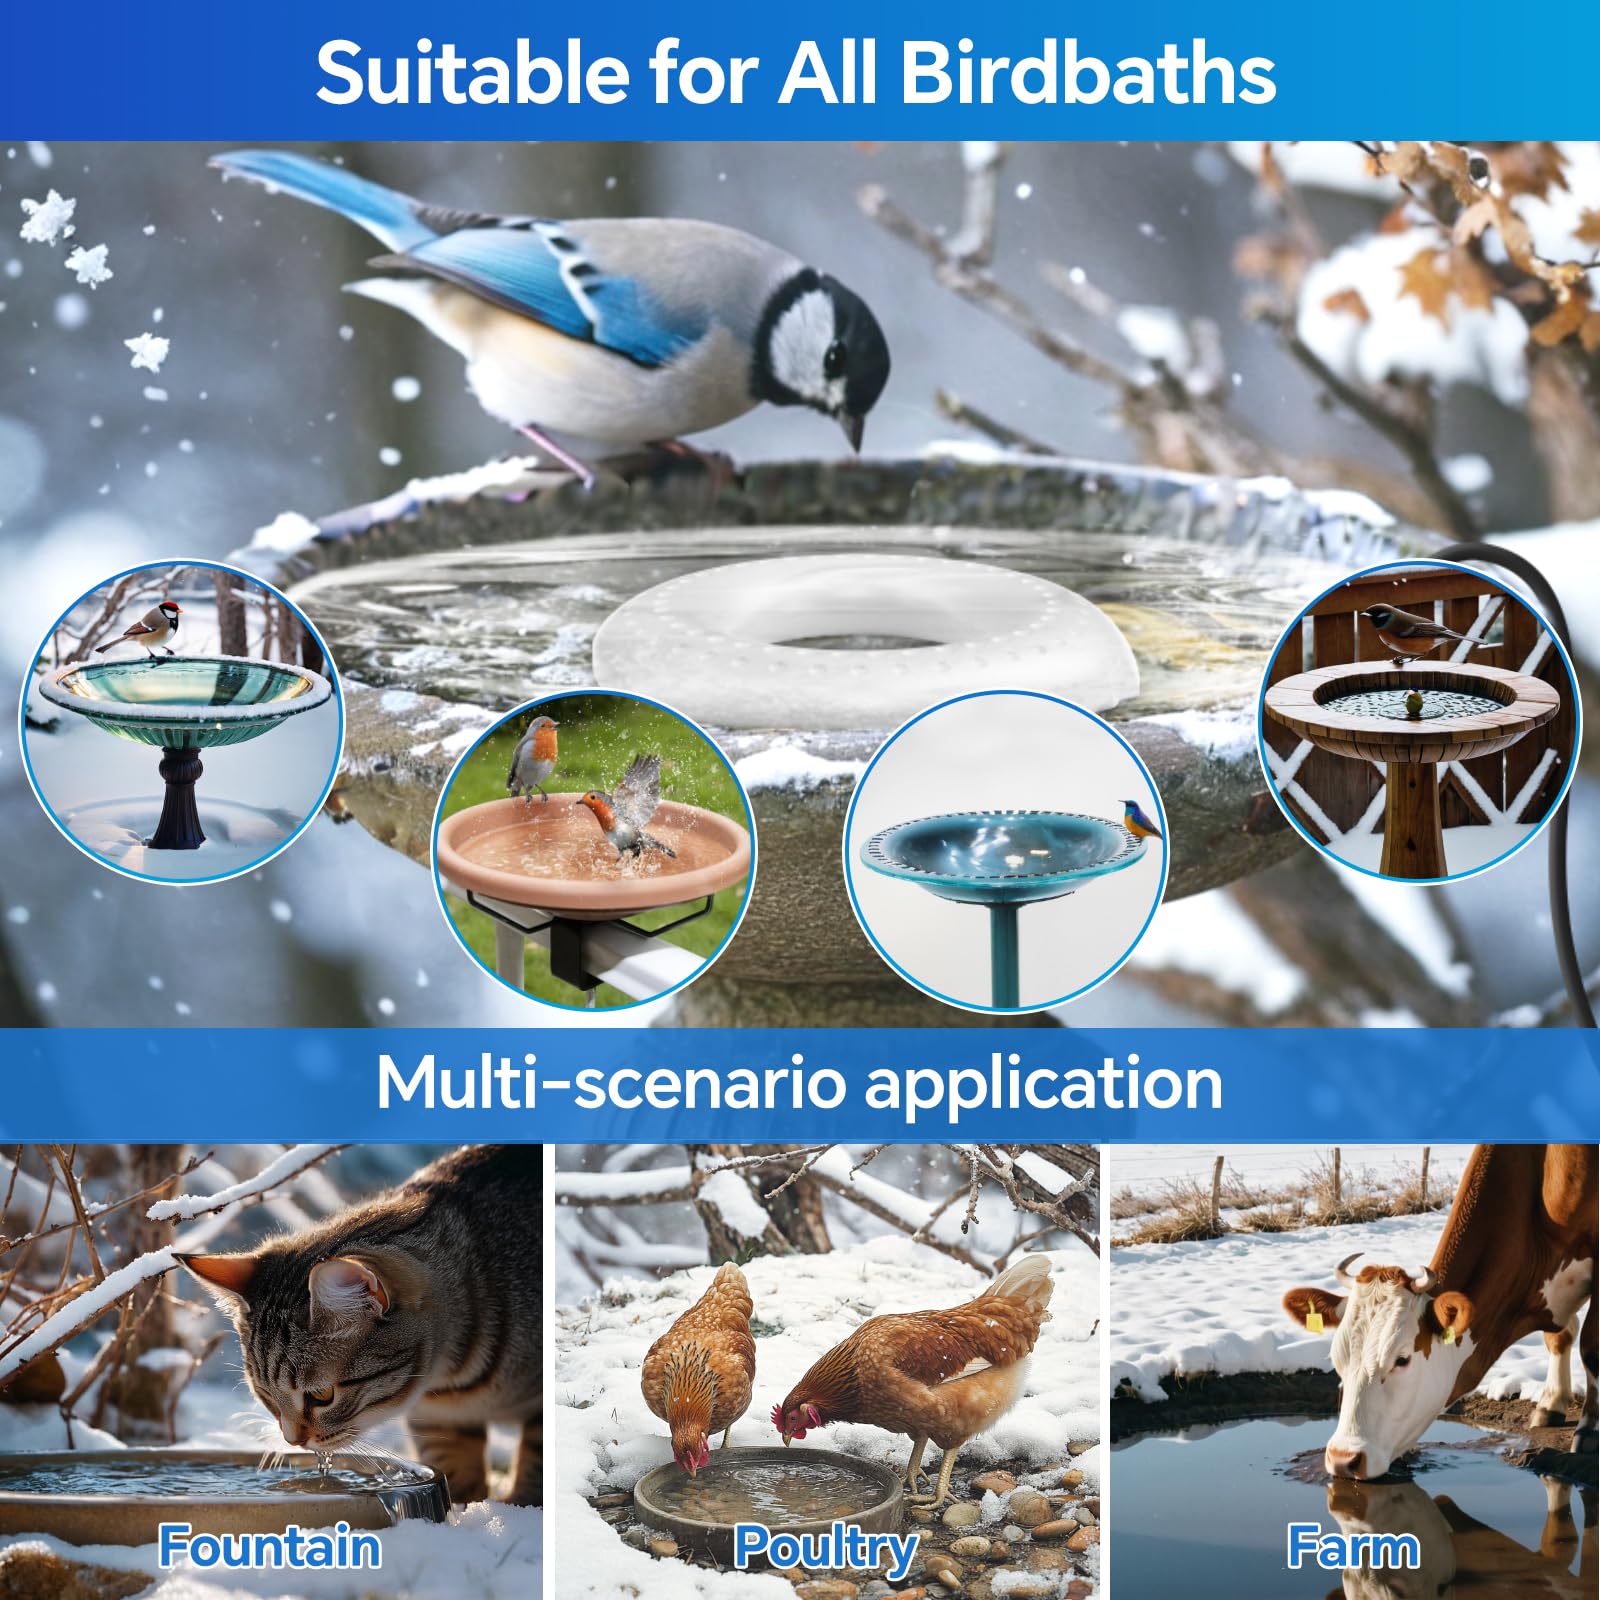 Suitable for All Birdbaths
Multi-scenario application
Fountain
Poultry
Farm